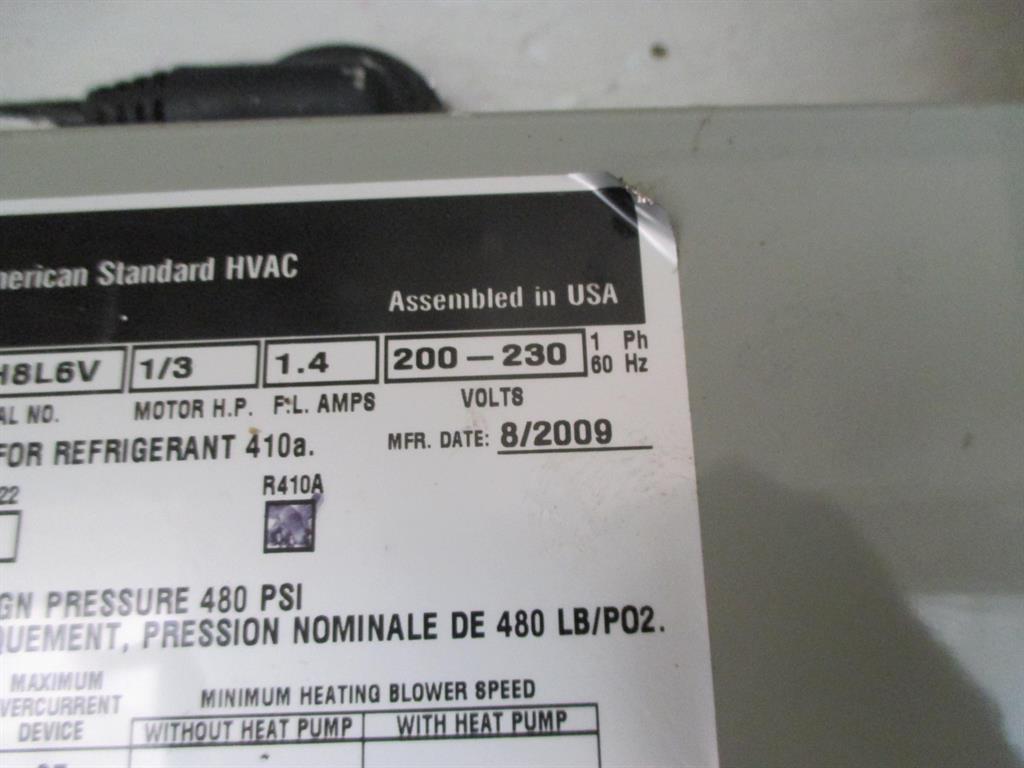 American Standard HVAC
Assembled in USA
H8L6V 1/3 1.4 200 – 230 1 Ph
60 Hz
AL NO. MOTOR H.P. F.L. AMPS VOLTS
FOR REFRIGERANT 410a. MFR. DATE: 8/2009
22 R410A
GN PRESSURE 480 PSI
QUEMENT, PRESSION NOMINALE DE 480 LB/PO2.
MAXIMUM
VERCURRENT
DEVICE
MINIMUM HEATING BLOWER SPEED
WITHOUT HEAT PUMP WITH HEAT PUMP